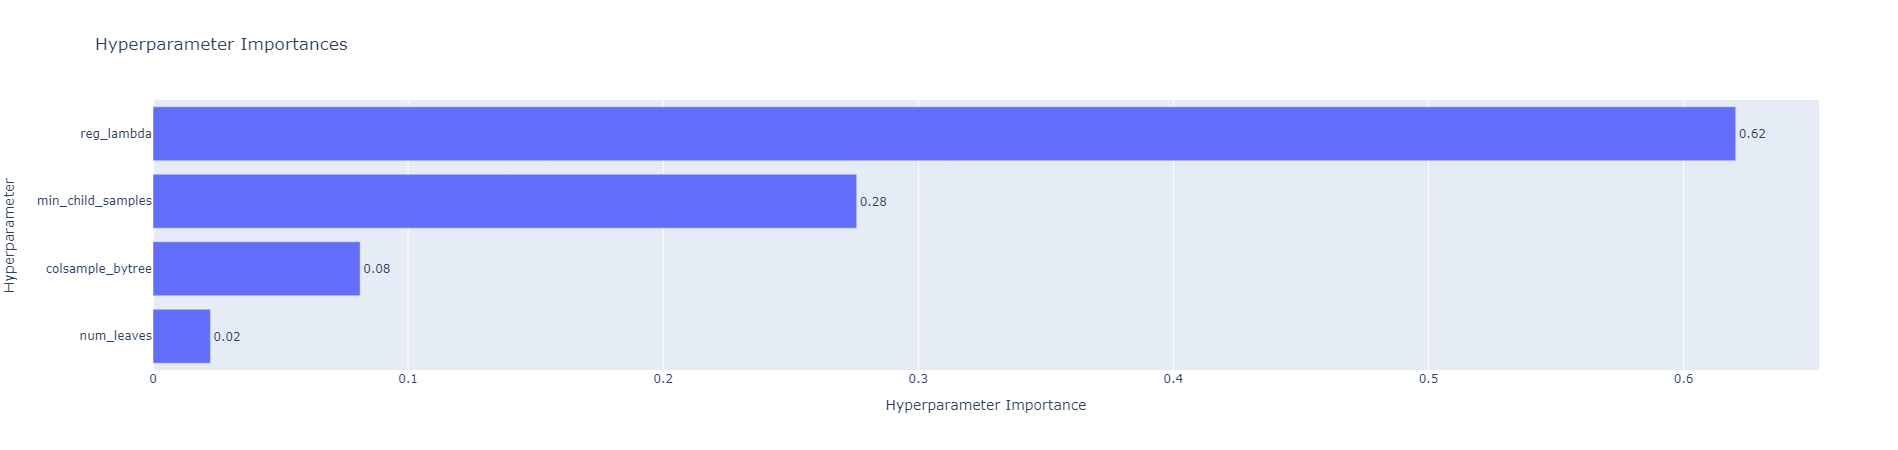 Hyperparameter Importances
Hyperparameter
reg_lambda
0.62
min_child_samples
0.28
colsample_bytree
0.08
num_leaves
0.02
0 0.1 0.2 0.3 0.4 0.5 0.6
Hyperparameter Importance